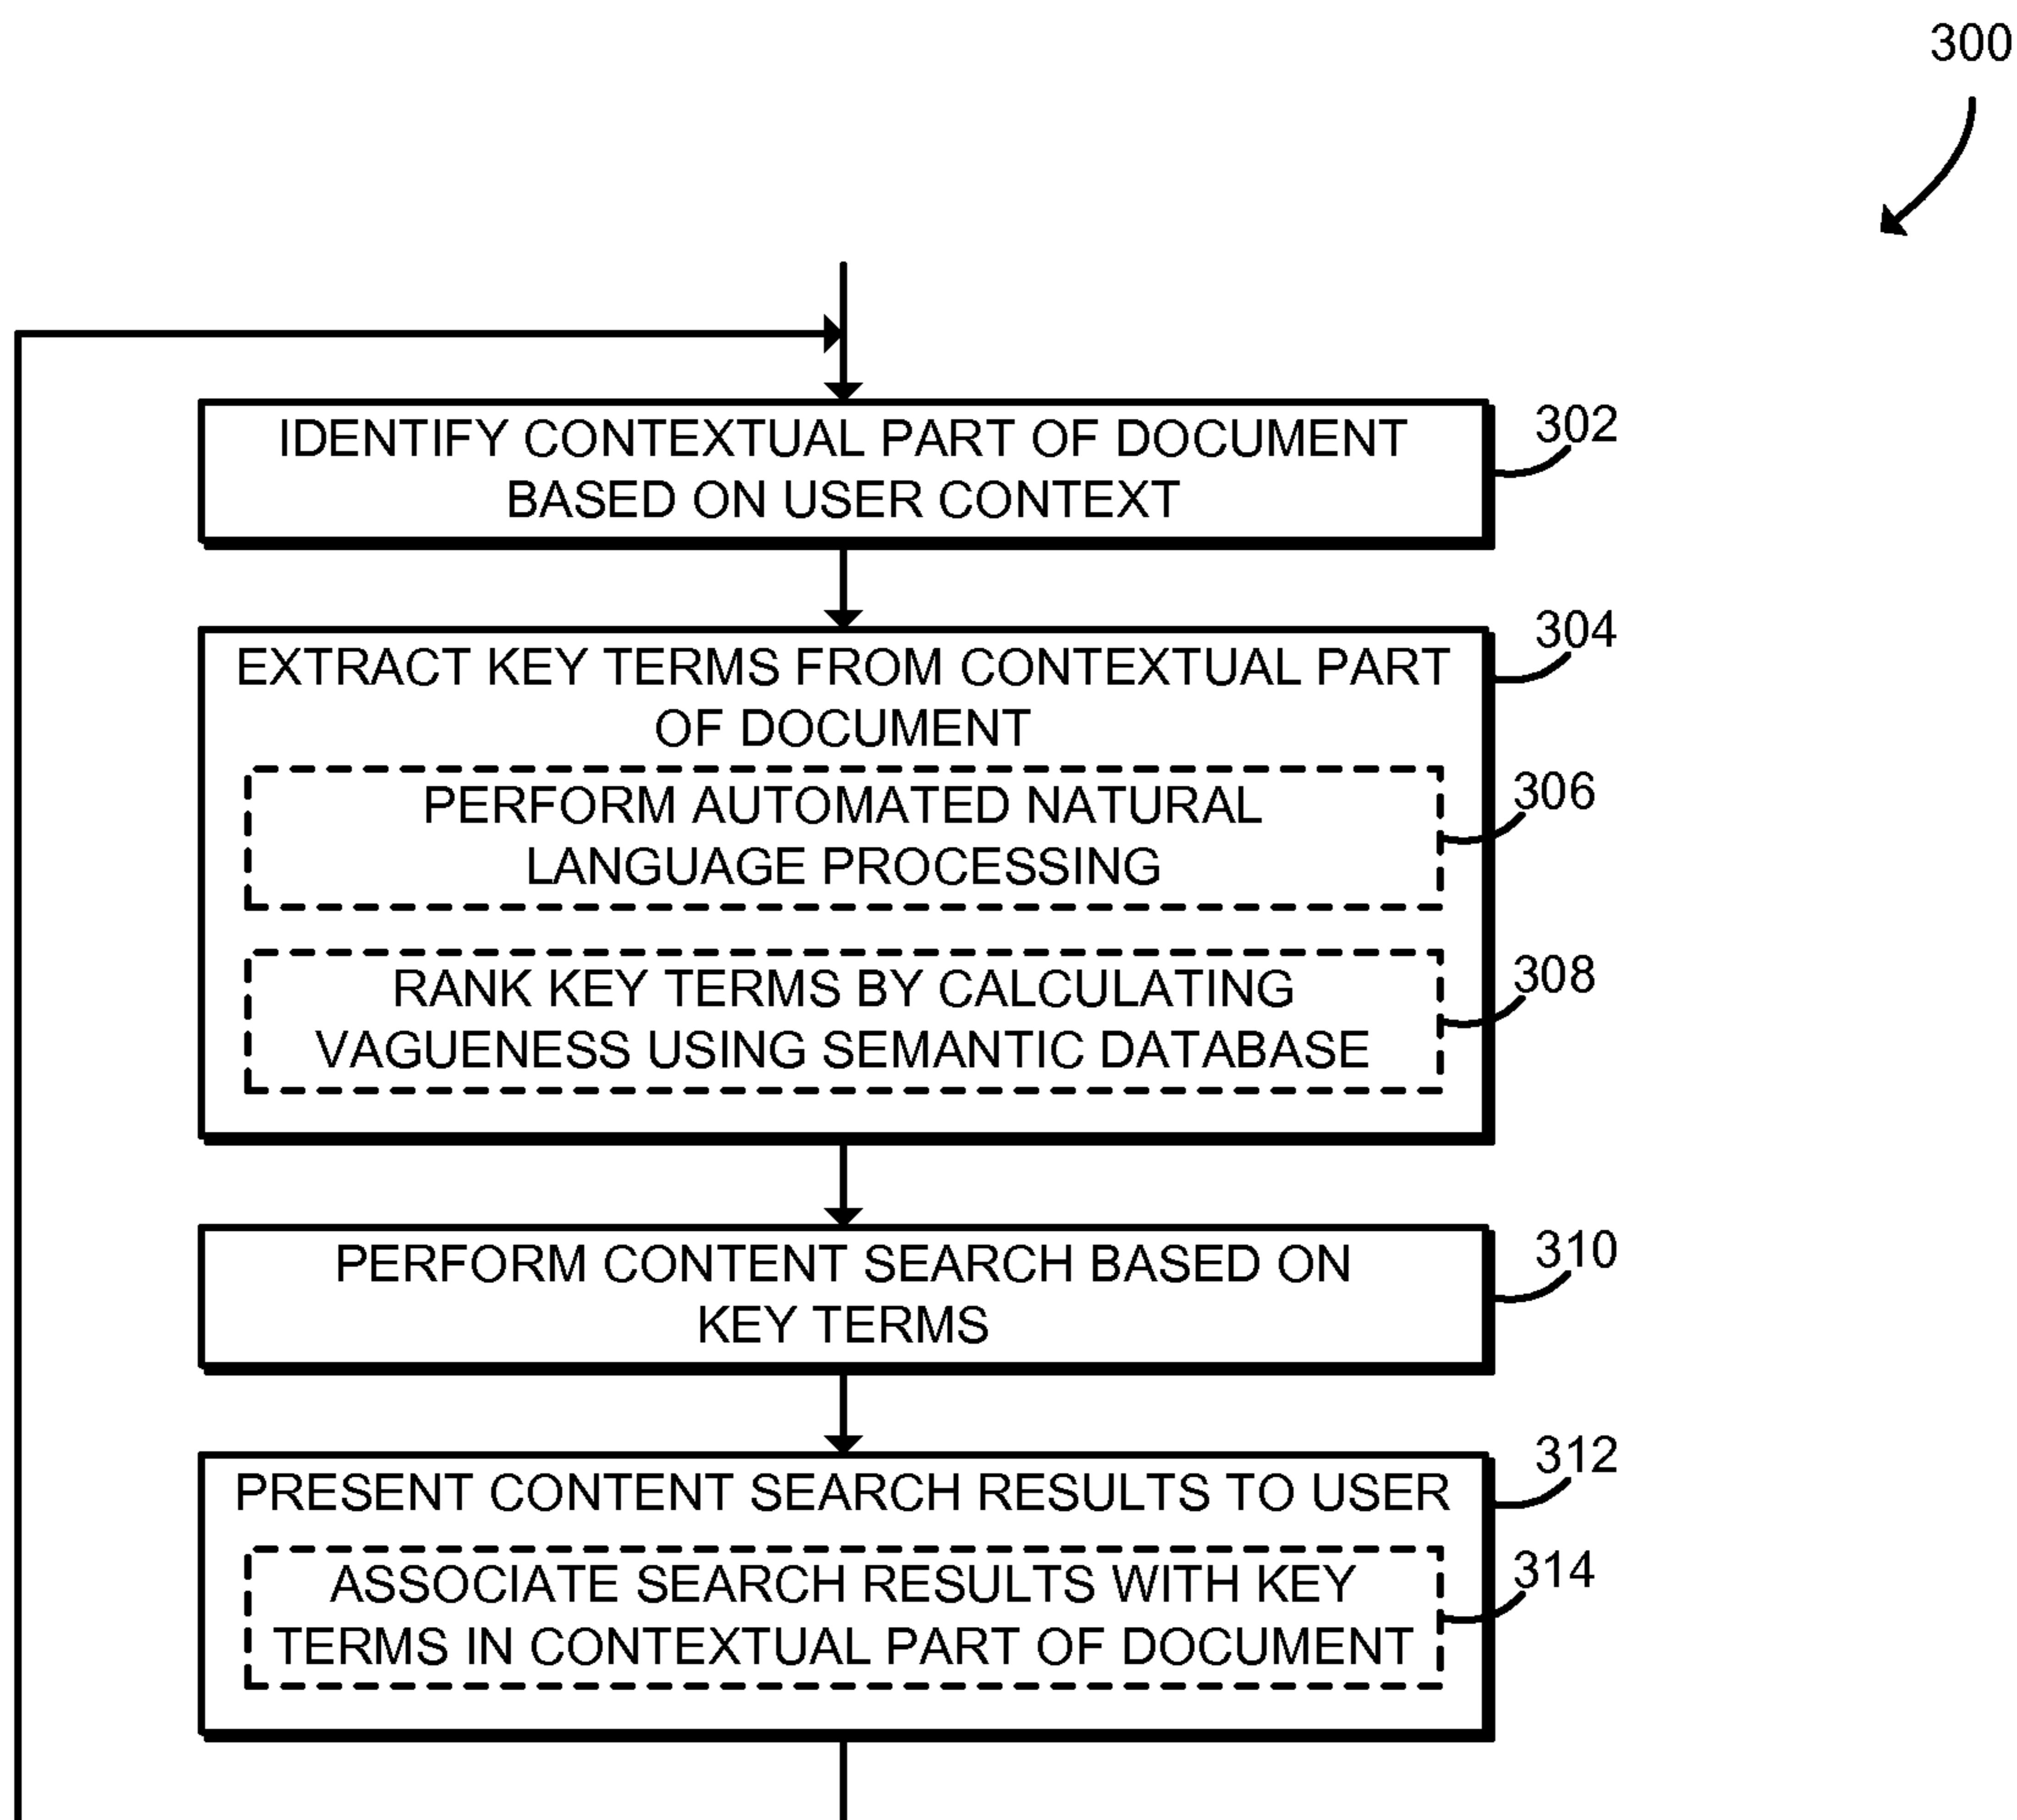 300
IDENTIFY CONTEXTUAL PART OF DOCUMENT
BASED ON USER CONTEXT
302
EXTRACT KEY TERMS FROM CONTEXTUAL PART
OF DOCUMENT
304
PERFORM AUTOMATED NATURAL
LANGUAGE PROCESSING
306
RANK KEY TERMS BY CALCULATING
VAGUENESS USING SEMANTIC DATABASE
308
PERFORM CONTENT SEARCH BASED ON
KEY TERMS
310
PRESENT CONTENT SEARCH RESULTS TO USER
312
ASSOCIATE SEARCH RESULTS WITH KEY
TERMS IN CONTEXTUAL PART OF DOCUMENT
314